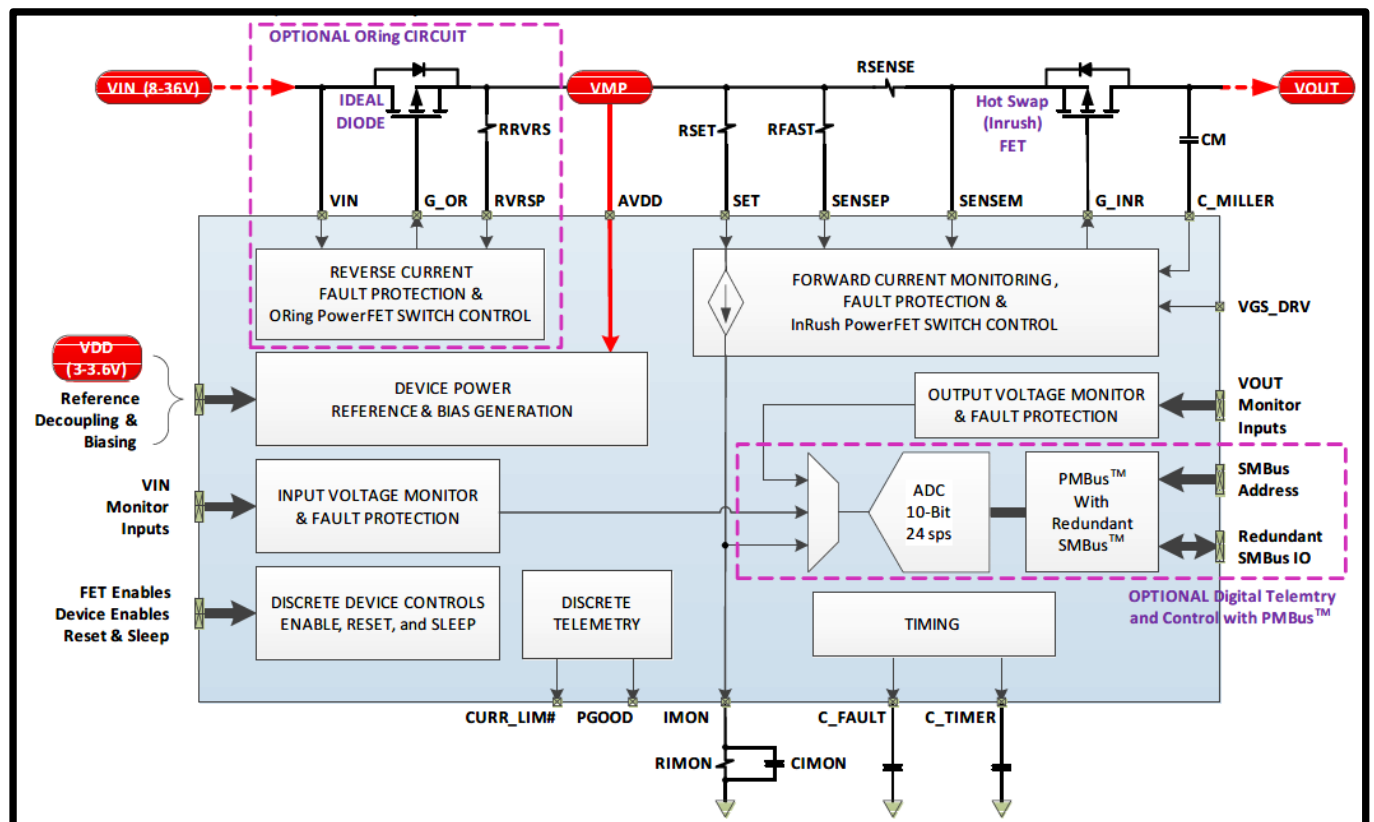 OPTIONAL ORing CIRCUIT
VIN (8-36V)
IDEAL
DIODE
RRVRS
VMP
RSET
RFAST
RSENSE
Hot Swap
(Inrush)
FET
CM
VOUT
VIN
G_OR
RVRSP
AVDD
SET
SENSEP
SENSEM
G_INR
C_MILLER
REVERSE CURRENT
FAULT PROTECTION &
ORing PowerFET SWITCH CONTROL
FORWARD CURRENT MONITORING,
FAULT PROTECTION &
InRush PowerFET SWITCH CONTROL
VGS_DRV
VDD
(3-3.6V)
Reference
Decoupling &
Biasing
DEVICE POWER
REFERENCE & BIAS GENERATION
OUTPUT VOLTAGE MONITOR
& FAULT PROTECTION
VOUT
Monitor
Inputs
VIN
Monitor
Inputs
INPUT VOLTAGE MONITOR
& FAULT PROTECTION
ADC
10-Bit
24 sps
PMBus™
With
Redundant
SMBus™
SMBus
Address
Redundant
SMBus IO
OPTIONAL Digital Telemtry
and Control with PMBus™
FET Enables
Device Enables
Reset & Sleep
DISCRETE DEVICE CONTROLS
ENABLE, RESET, and SLEEP
DISCRETE
TELEMETRY
TIMING
CURR_LIM#
PGOOD
IMON
C_FAULT
C_TIMER
RIMON
CIMON